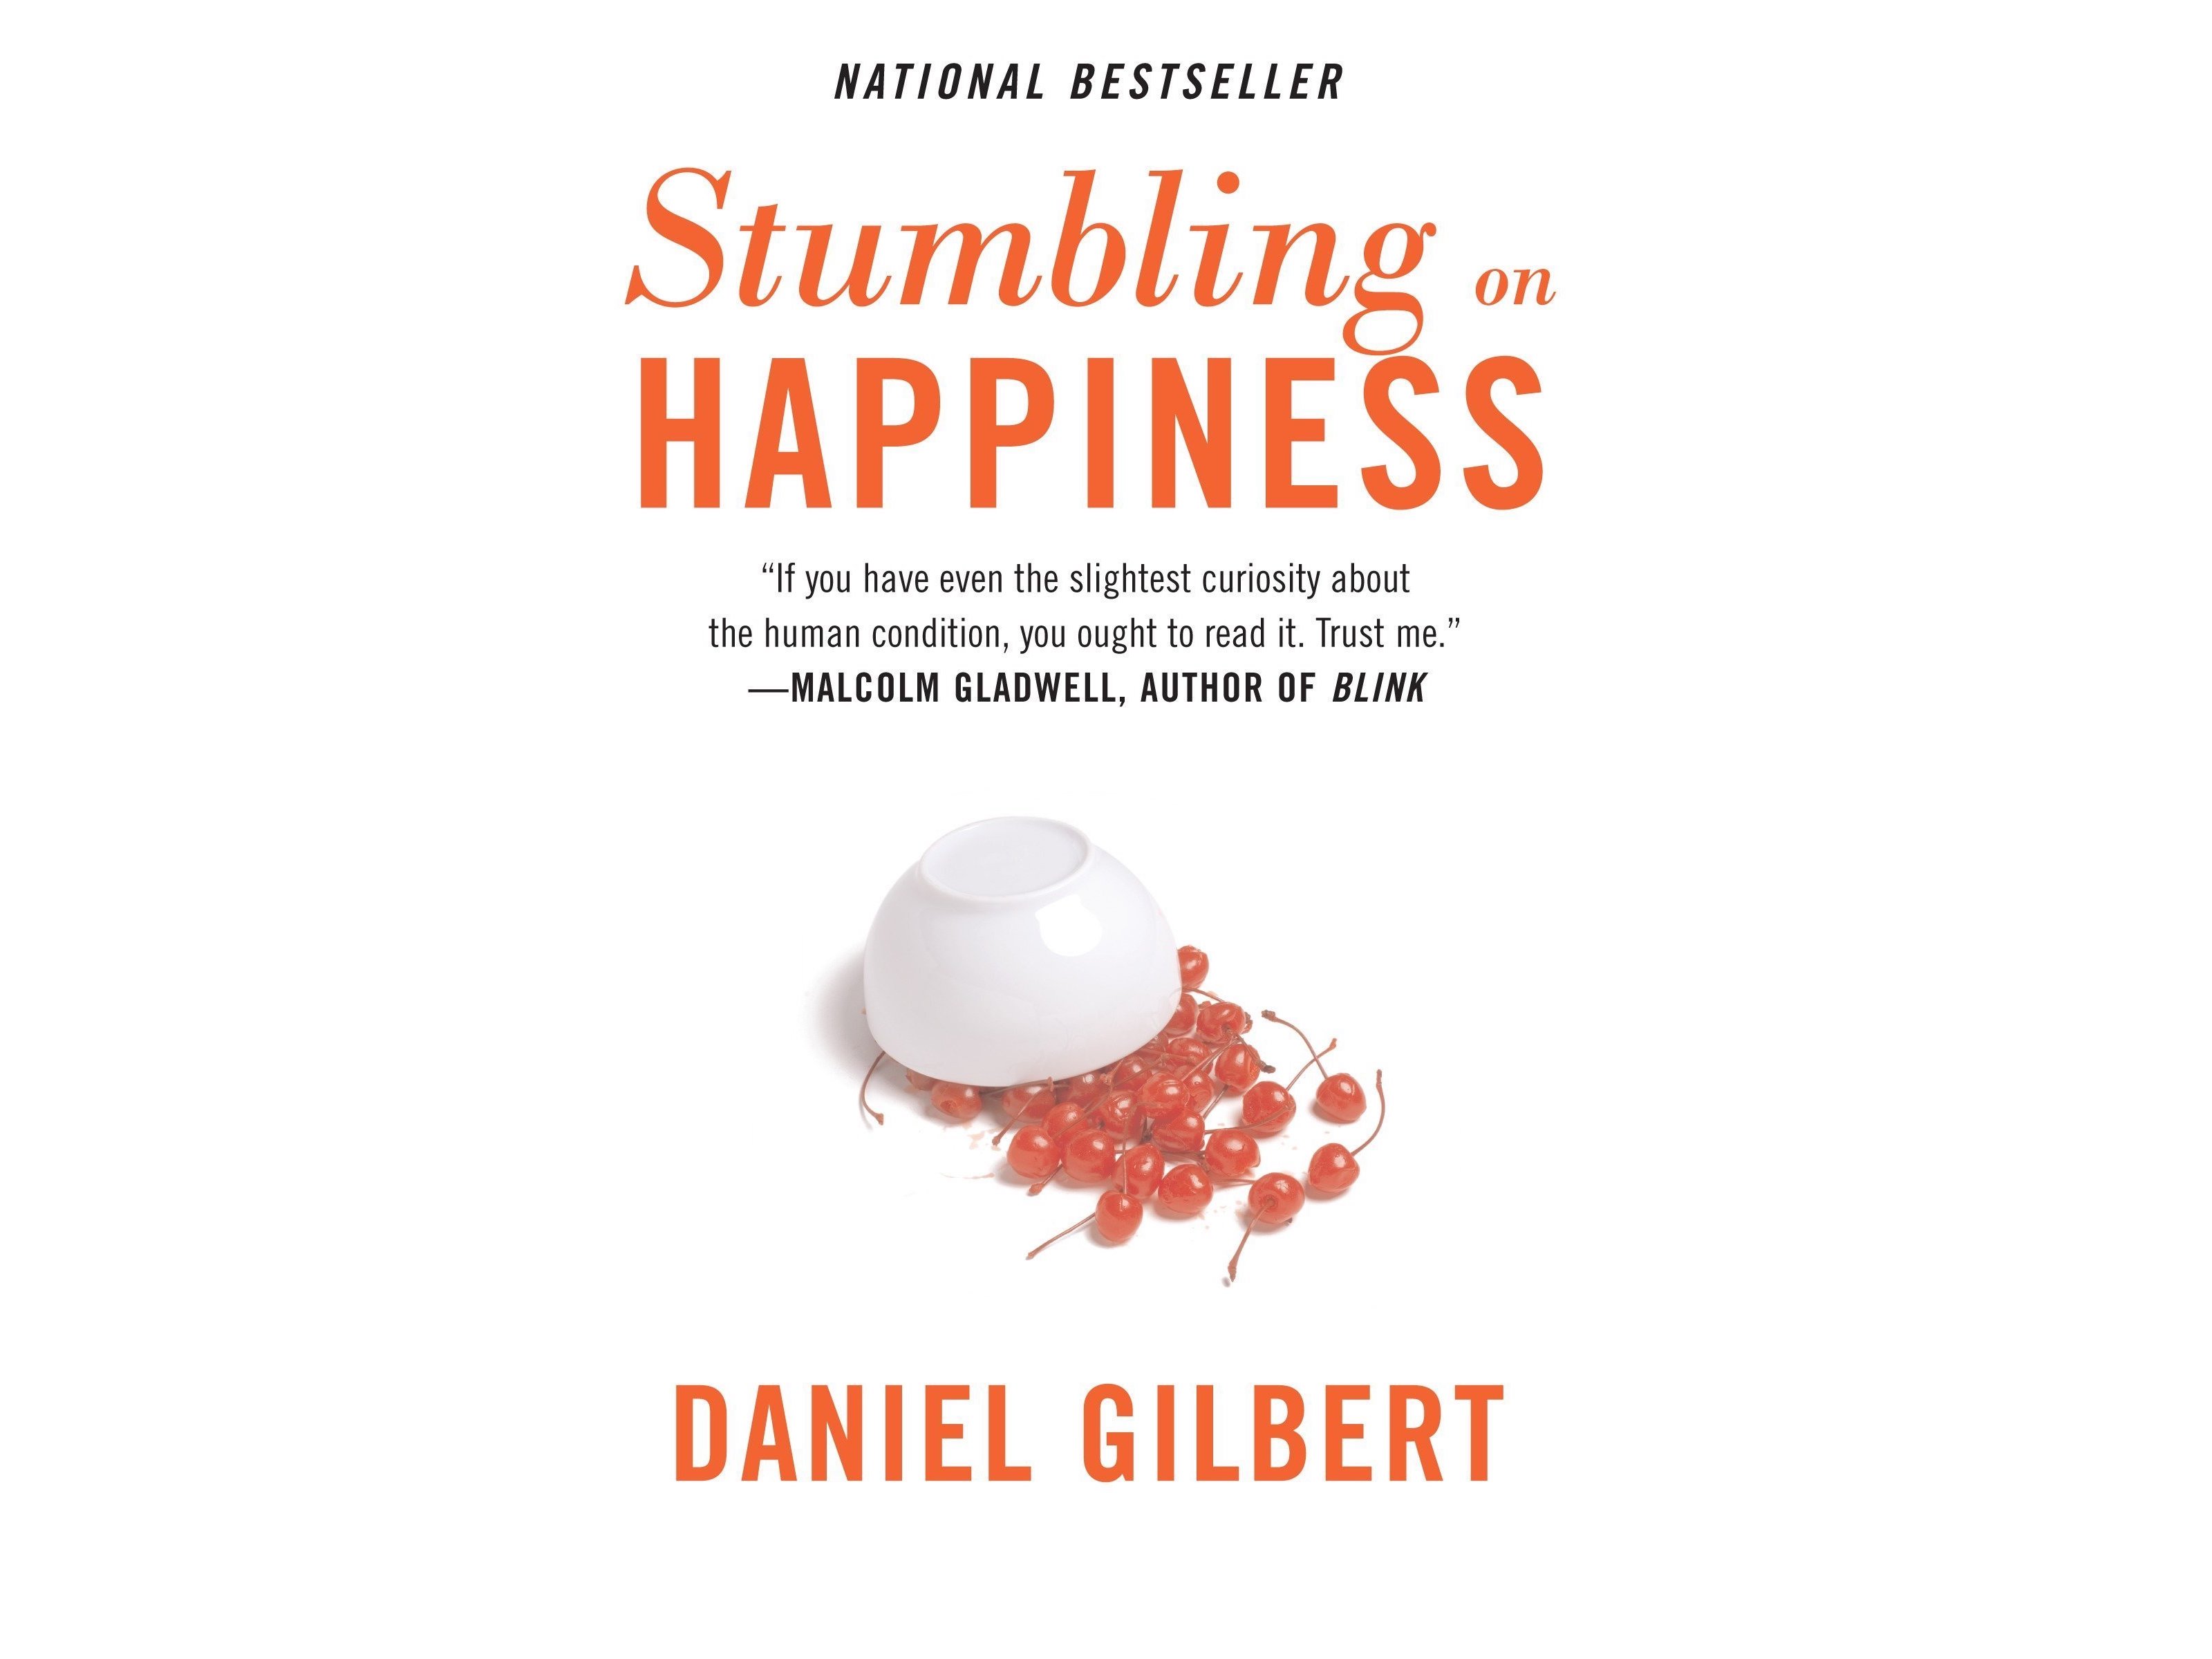 NATIONAL BESTSELLER
Stumbling on
HAPPINESS
“If you have even the slightest curiosity about
the human condition, you ought to read it. Trust me.”
—MALCOLM GLADWELL, AUTHOR OF BLINK
DANIEL GILBERT